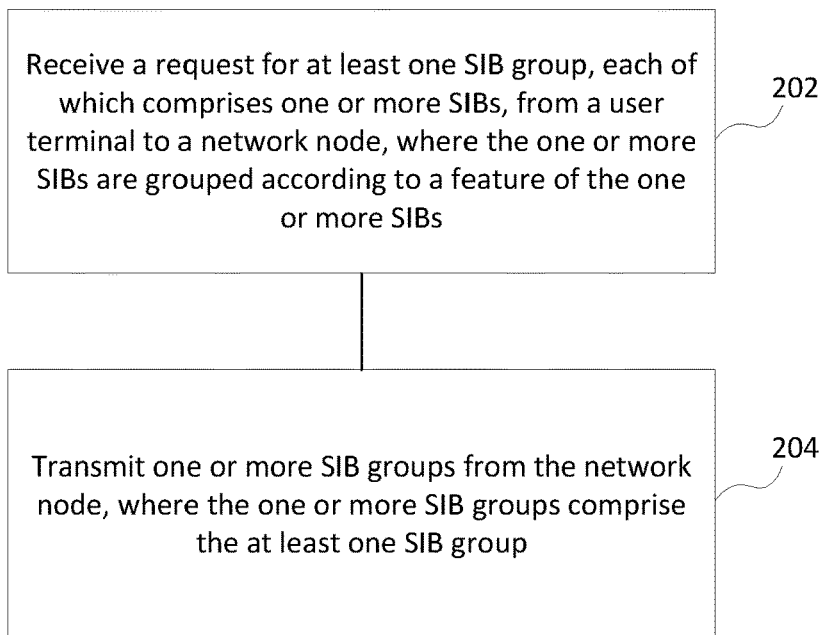 Receive a request for at least one SIB group, each of
which comprises one or more SIBs, from a user
terminal to a network node, where the one or more
SIBs are grouped according to a feature of the one
or more SIBs
202
Transmit one or more SIB groups from the network
node, where the one or more SIB groups comprise
the at least one SIB group
204